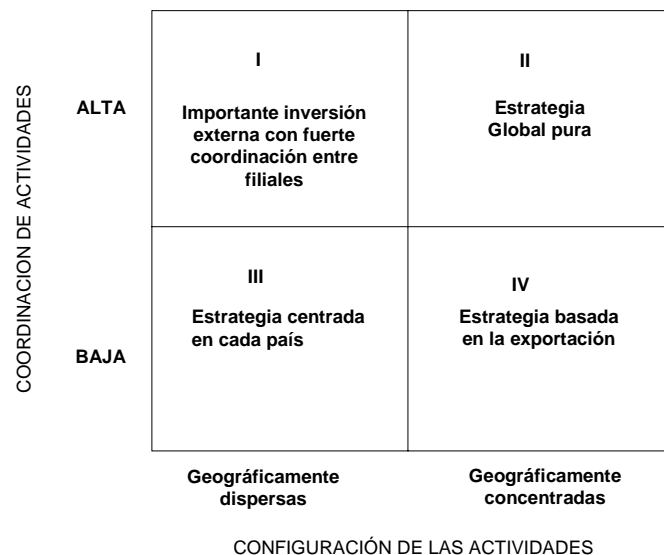 COORDINACION DE ACTIVIDADES
ALTA
I
Importante inversión
externa con fuerte
coordinación entre
filiales
II
Estrategia
Global pura
BAJA
III
Estrategia centrada
en cada país
IV
Estrategia basada
en la exportación
Geográficamente
dispersas
Geográficamente
concentradas
CONFIGURACIÓN DE LAS ACTIVIDADES